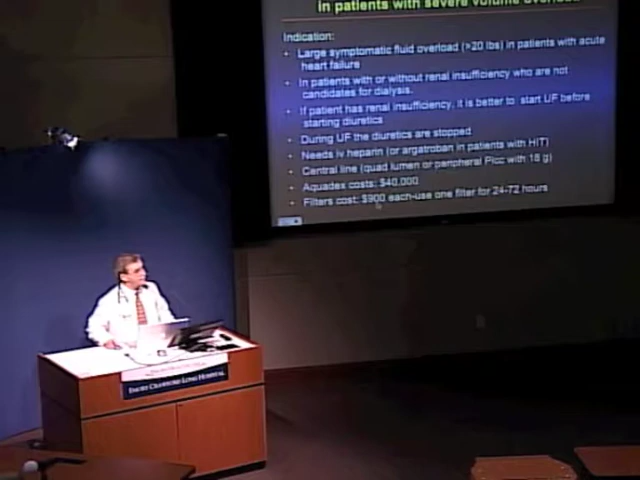 in patients with severe volume overload
Indication:
• Large symptomatic fluid overload (>20 lbs) in patients with acute
heart failure
• In patients with or without renal insufficiency who are not
candidates for dialysis.
• If patient has renal insufficiency, it is better to start UF before
starting diuretics
• During UF the diuretics are stopped
• Needs iv heparin (or argatroban in patients with HIT)
• Central line (quad lumen or peripheral Picc with 18 g)
• Aquadex costs: $40,000
• Filters cost: $900 each-use one filter for 24-72 hours
EMORY CRAWFORD LONG HOSPITAL